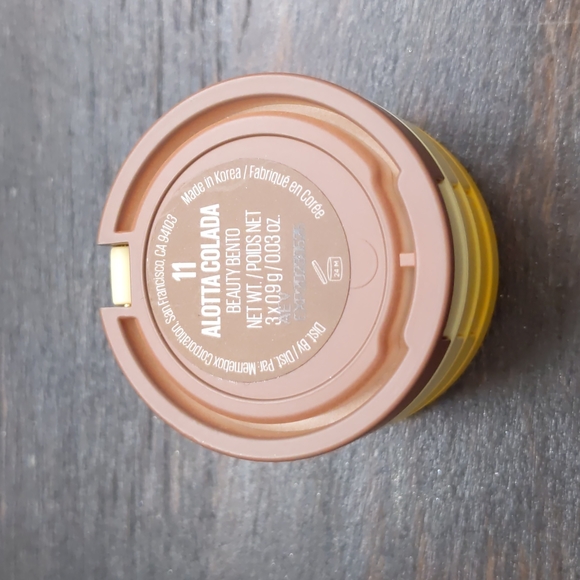 11
ALOTTA COLADA
BEAUTY BENTO
NET WT. / POIDS NET
3 x 0.9 g / 0.03 oz.
24 M
Made in Korea / Fabriqué en Corée
Dist. By / Dist. Par Memebox Corporation, San Francisco, CA 94103